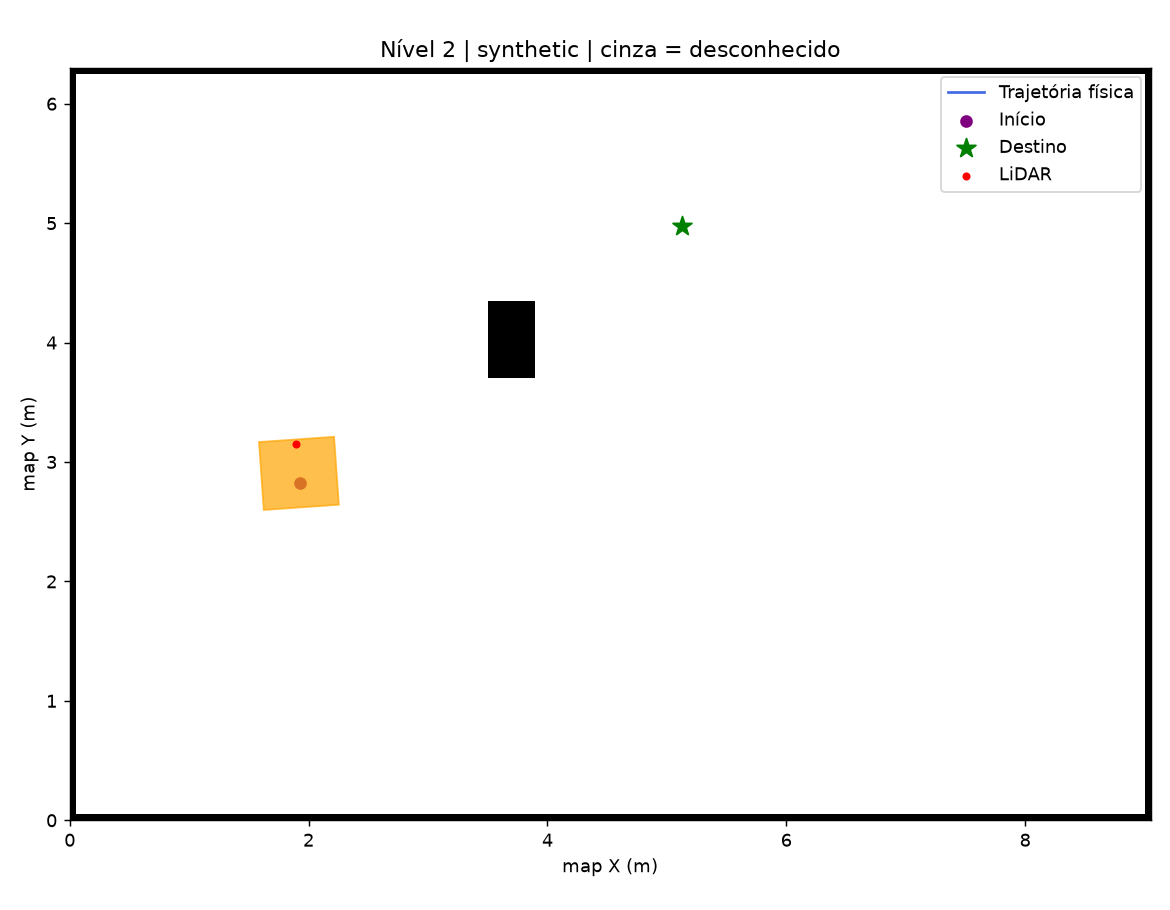 Nível 2 | synthetic | cinza = desconhecido
Trajetória física
Início
Destino
LiDAR
6
5
4
3
2
1
0
map Y (m)
0
2
4
6
8
map X (m)